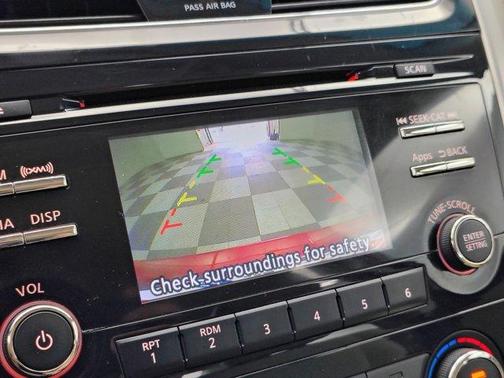 PASS AIR BAG
SCAN
SEEK-CAT
Apps BACK
DISP
TUNE-SCROLL
ENTER
SETTING
Check surroundings for safety
VOL
RPT
1
RDM
2
3
4
5
6